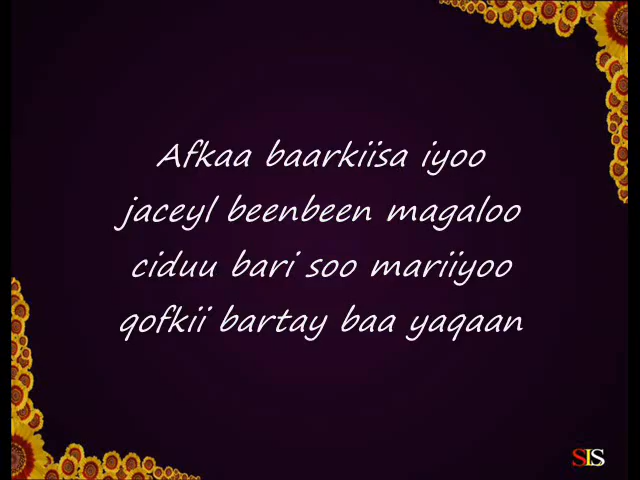 Afkaa baarkiisa iyoo
jaceyl beenbeen magaloo
ciduu bari soo mariiyoo
qofkii bartay baa yaqaan
SIS